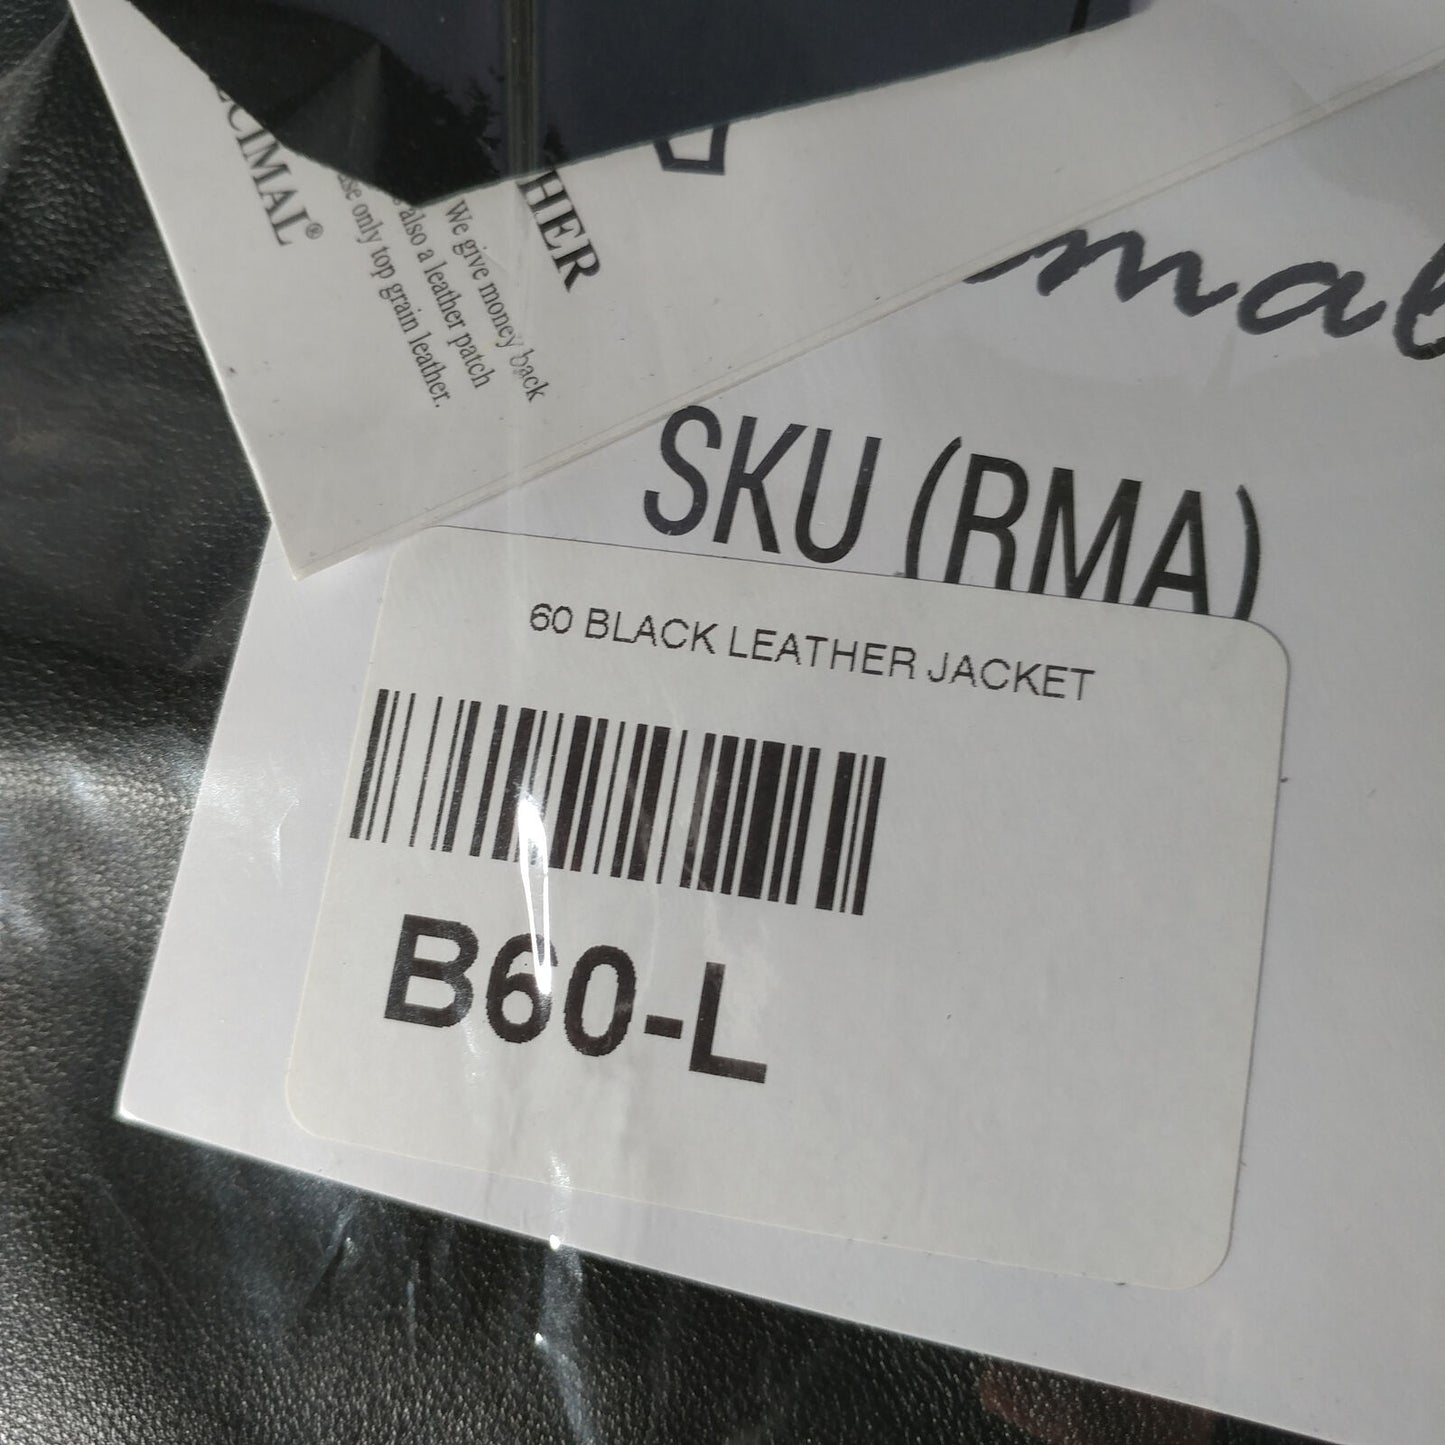 HER
We give money back
also a leather patch
only top grain leather.
SKU (RMA)
60 BLACK LEATHER JACKET
B60-L